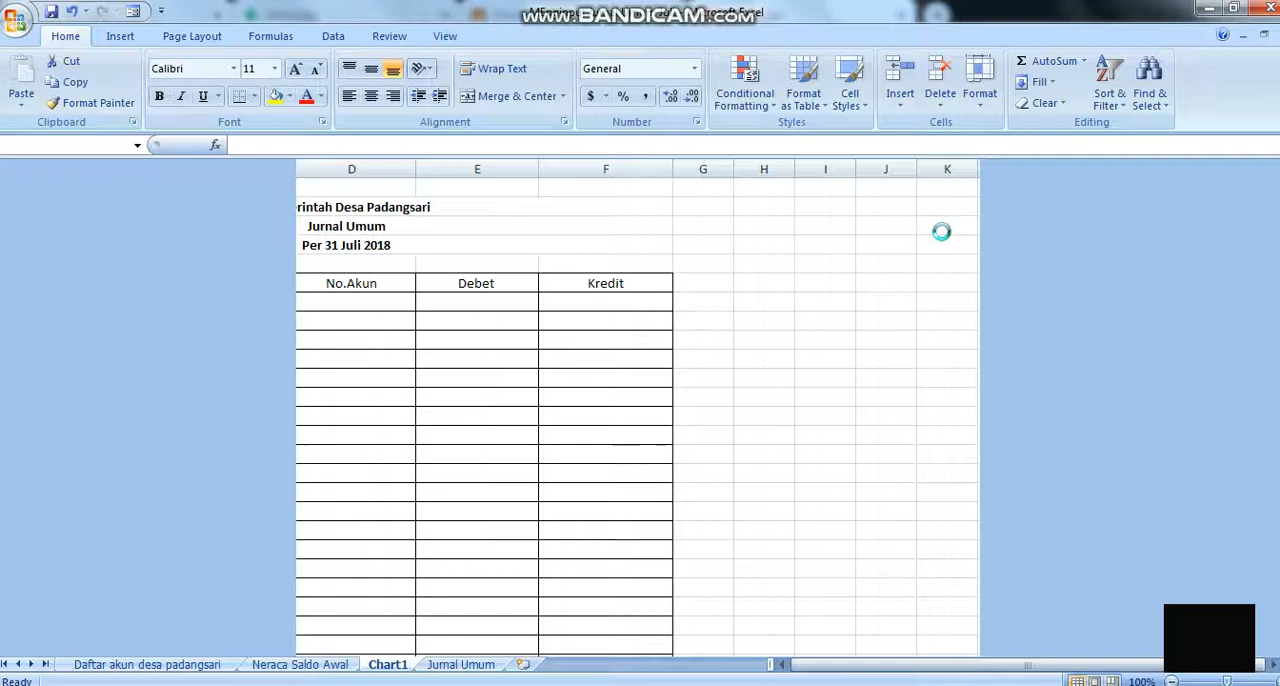 WWW.BANDICAM.COM
Microsoft Excel
Home Insert Page Layout Formulas Data Review View
Cut
Copy
Format Painter
Paste
Clipboard
Calibri 11
B I U
Font
Wrap Text
Merge & Center
Alignment
General
$ % ,
Number
Conditional Formatting
Format as Table
Cell Styles
Styles
Insert Delete Format
Cells
Σ AutoSum
Fill
Clear
Sort & Filter
Find & Select
Editing
fx
D E F G H I J K
rintah Desa Padangsari
Jurnal Umum
Per 31 Juli 2018
No.Akun Debet Kredit
Daftar akun desa padangsari Neraca Saldo Awal Chart1 Jurnal Umum
Ready 100%